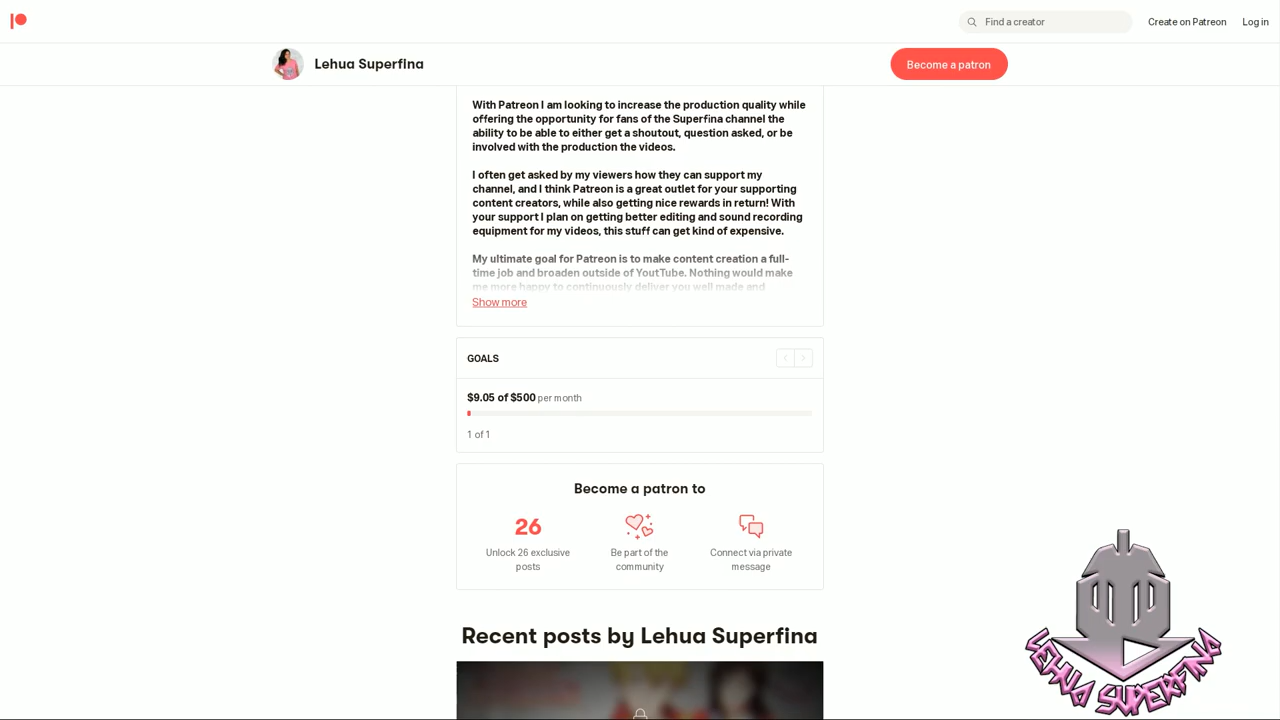 Find a creator
Create on Patreon
Log in
Lehua Superfina
Become a patron
With Patreon I am looking to increase the production quality while
offering the opportunity for fans of the Superfina channel the
ability to be able to either get a shoutout, question asked, or be
involved with the production the videos.
I often get asked by my viewers how they can support my
channel, and I think Patreon is a great outlet for your supporting
content creators, while also getting nice rewards in return! With
your support I plan on getting better editing and sound recording
equipment for my videos, this stuff can get kind of expensive.
My ultimate goal for Patreon is to make content creation a full-
time job and broaden outside of YoutTube. Nothing would make
me more happy to continuously deliver you well made and
Show more
GOALS
$9.05 of $500 per month
1 of 1
Become a patron to
26
Unlock 26 exclusive
posts
Be part of the
community
Connect via private
message
Recent posts by Lehua Superfina
LEHUA SUPERFINA